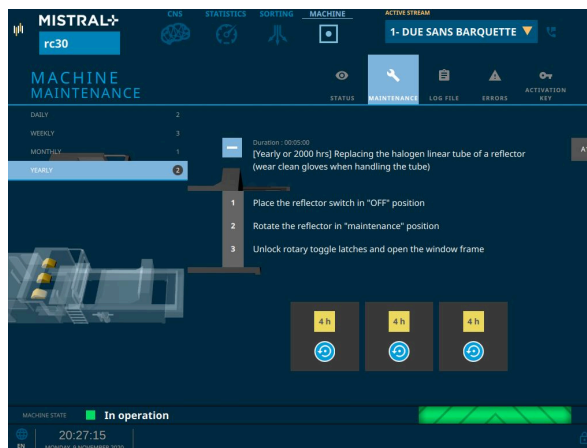 MISTRAL+
rc30
CNS
STATISTICS
SORTING
MACHINE
ACTIVE STREAM
1- DUE SANS BARQUETTE
MACHINE
MAINTENANCE
STATUS
MAINTENANCE
LOG FILE
ERRORS
ACTIVATION
KEY
DAILY 2
WEEKLY 3
MONTHLY 1
YEARLY 2
Duration : 00:05:00
[Yearly or 2000 hrs] Replacing the halogen linear tube of a reflector
(wear clean gloves when handling the tube)
1 Place the reflector switch in "OFF" position
2 Rotate the reflector in "maintenance" position
3 Unlock rotary toggle latches and open the window frame
4 h
4 h
4 h
MACHINE STATE
In operation
EN
20:27:15
MONDAY, 9 NOVEMBER 2020